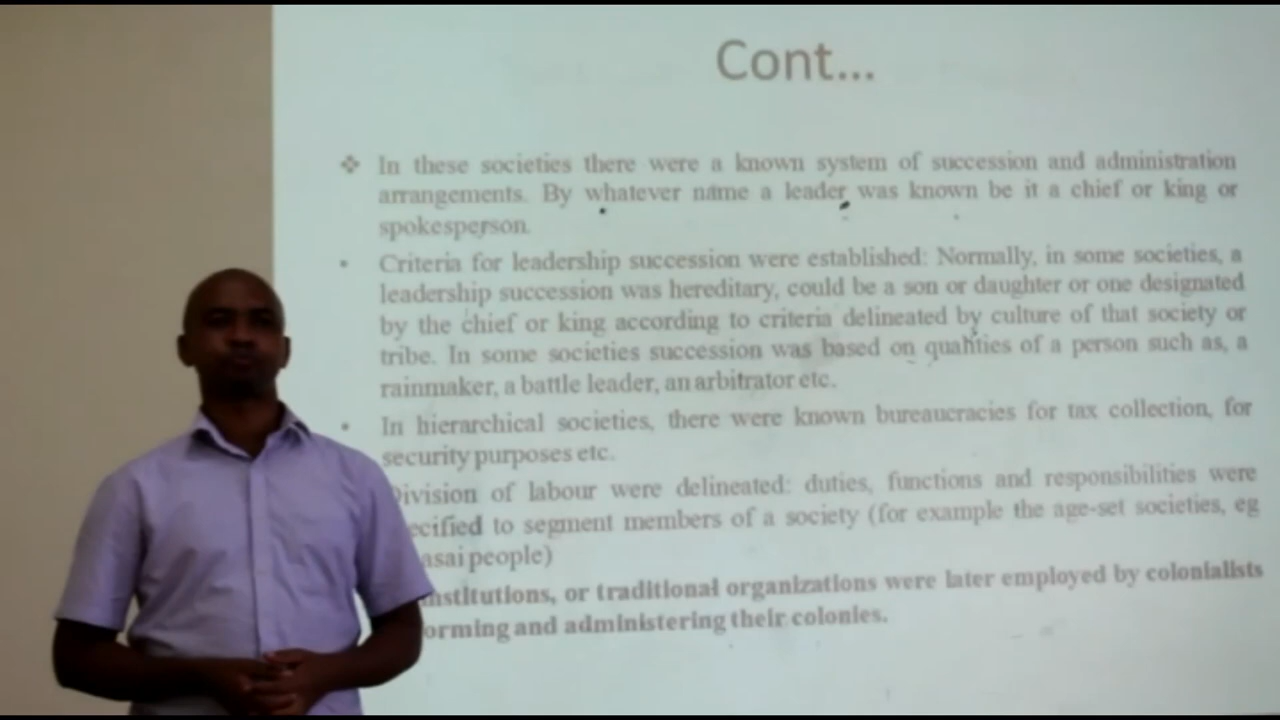 Cont...
❖ In these societies there were a known system of succession and administration
arrangements. By whatever name a leader was known be it a chief or king or
spokesperson.
• Criteria for leadership succession were established: Normally, in some societies, a
leadership succession was hereditary, could be a son or daughter or one designated
by the chief or king according to criteria delineated by culture of that society or
tribe. In some societies succession was based on qualities of a person such as, a
rainmaker, a battle leader, an arbitrator etc.
• In hierarchical societies, there were known bureaucracies for tax collection, for
security purposes etc.
Division of labour were delineated: duties, functions and responsibilities were
ecified to segment members of a society (for example the age-set societies, eg
asai people)
nstitutions, or traditional organizations were later employed by colonialists
orming and administering their colonies.